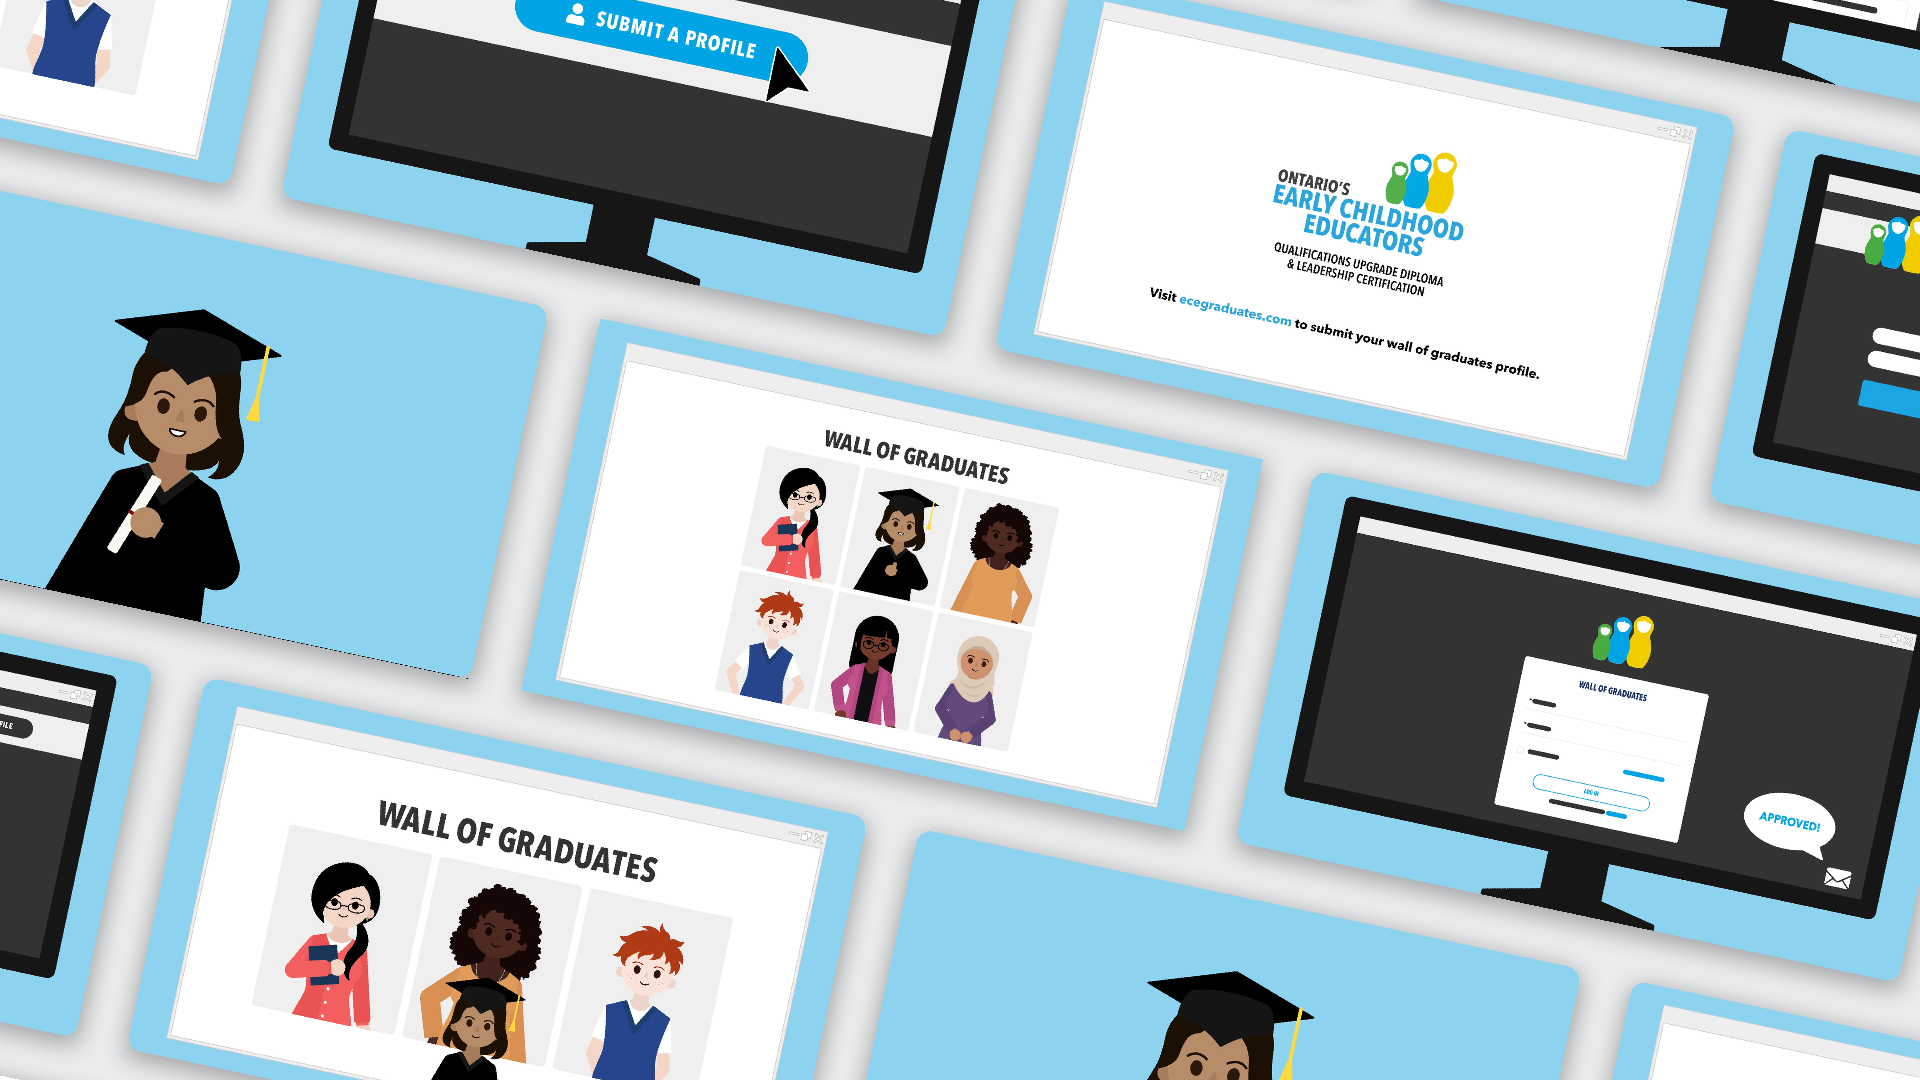 SUBMIT A PROFILE
ONTARIO'S
EARLY CHILDHOOD
EDUCATORS
QUALIFICATIONS UPGRADE DIPLOMA
& LEADERSHIP CERTIFICATION
Visit ecegraduates.com to submit your wall of graduates profile.
WALL OF GRADUATES
WALL OF GRADUATES
LOG IN
APPROVED!
FILE
WALL OF GRADUATES